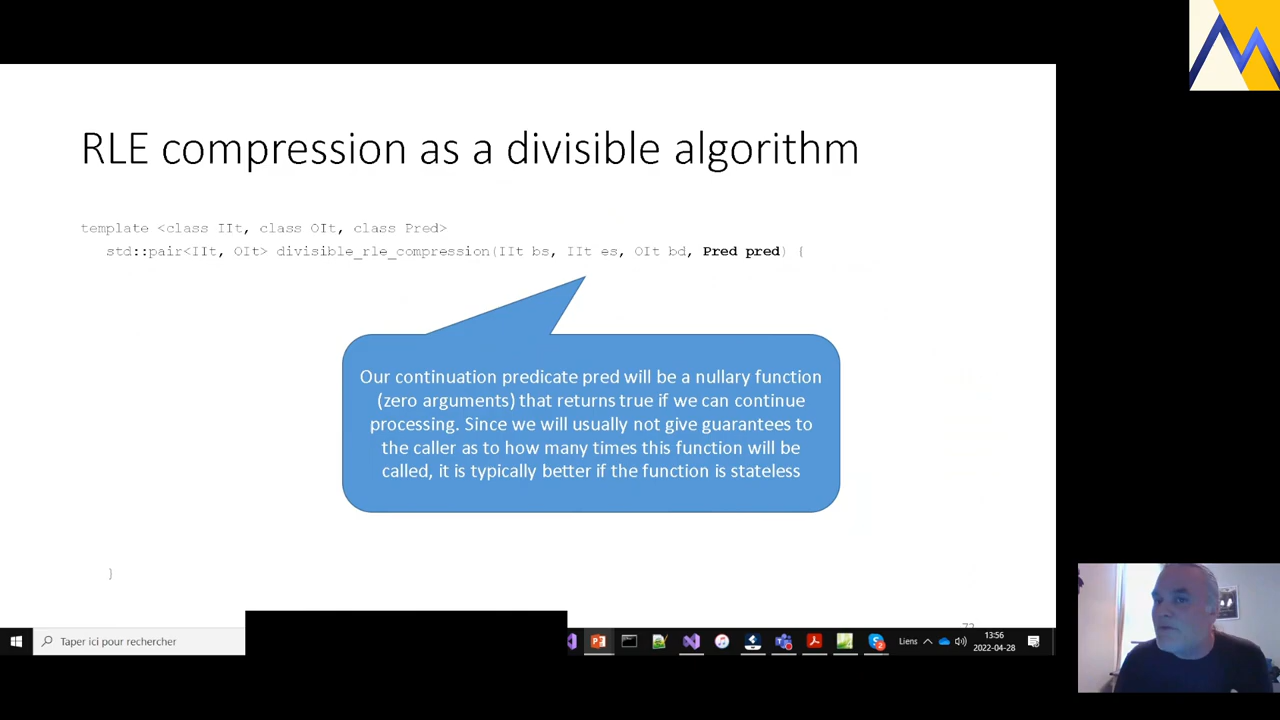 RLE compression as a divisible algorithm
template <class IIt, class OIt, class Pred>
std::pair<IIt, OIt> divisible_rle_compression(IIt bs, IIt es, OIt bd, Pred pred) {
Our continuation predicate pred will be a nullary function
(zero arguments) that returns true if we can continue
processing. Since we will usually not give guarantees to
the caller as to how many times this function will be
called, it is typically better if the function is stateless
}
Taper ici pour rechercher
Liens
13:56
2022-04-28